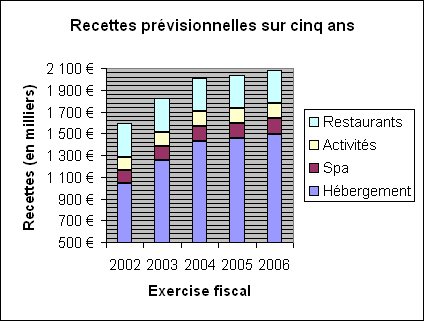 Recettes prévisionnelles sur cinq ans
Recettes (en milliers)
2 100 €
1 900 €
1 700 €
1 500 €
1 300 €
1 100 €
900 €
700 €
500 €
2002 2003 2004 2005 2006
Exercise fiscal
Restaurants
Activités
Spa
Hébergement